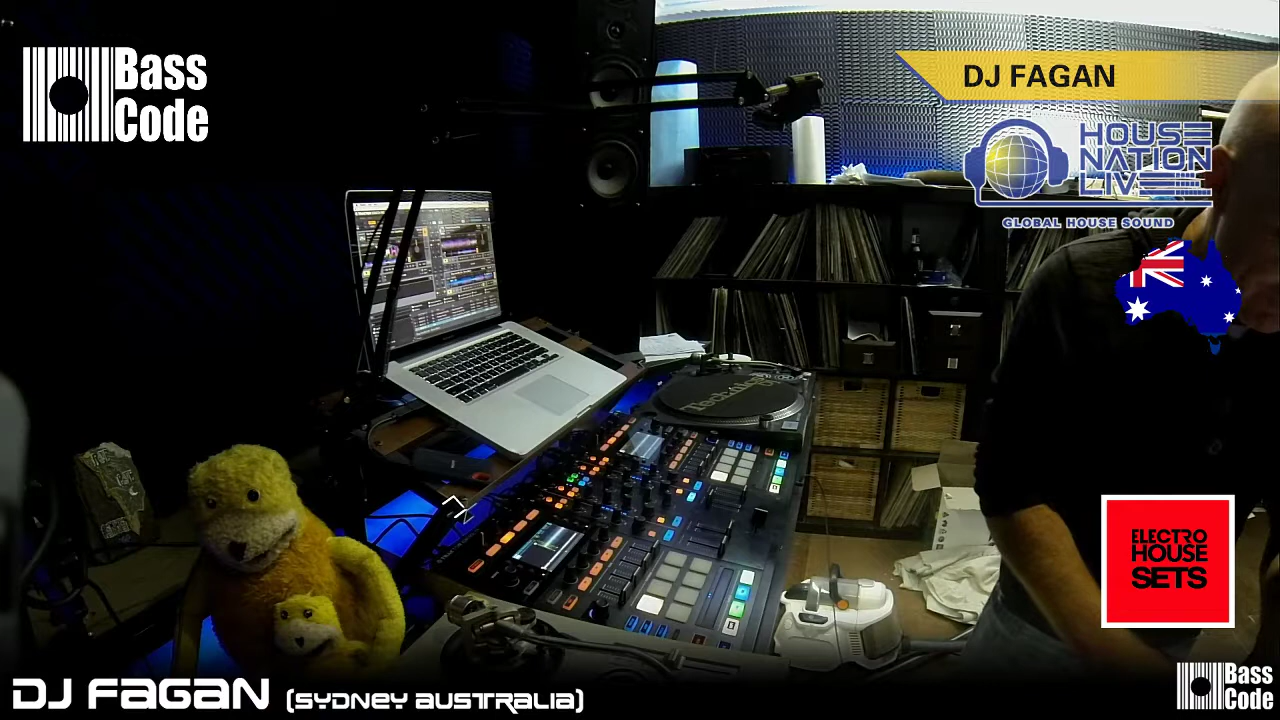 Bass
Code
DJ FAGAN
HOUSE
NATION
LIVE
GLOBAL HOUSE SOUND
Technics
ELECTRO
HOUSE
SETS
DJ FAGAN (SYDNEY AUSTRALIA)
Bass
Code